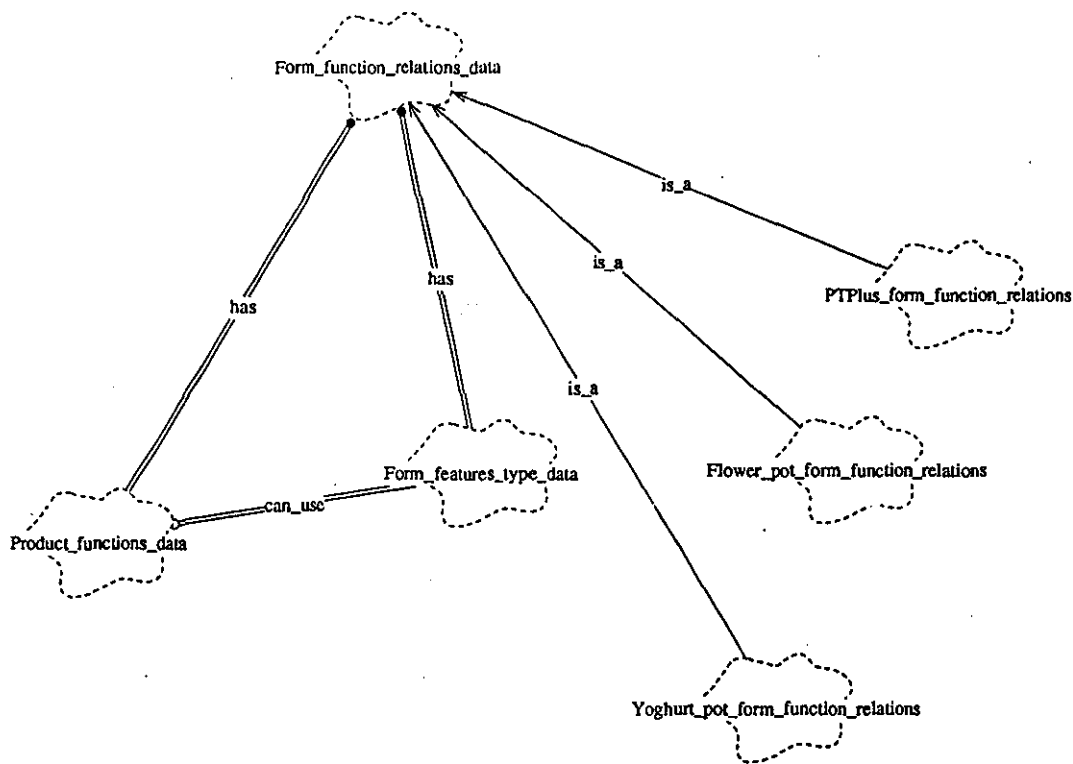 Form_function_relations_data
is_a
is_a
PTPlus_form_function_relations
has
has
is_a
Form_features_type_data
Flower_pot_form_function_relations
can_use
Product_functions_data
Yoghurt_pot_form_function_relations